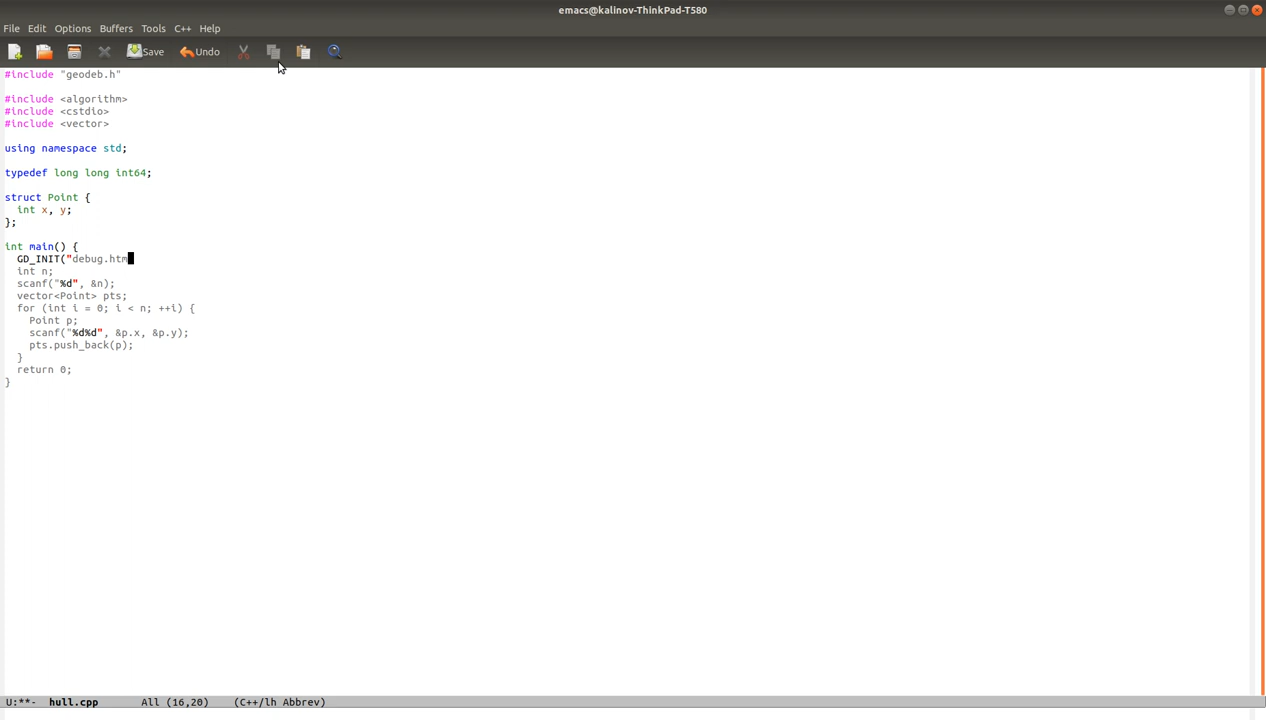 emacs@kalinov-ThinkPad-T580
File Edit Options Buffers Tools C++ Help
Save Undo
#include "geodeb.h"
#include <algorithm>
#include <cstdio>
#include <vector>
using namespace std;
typedef long long int64;
struct Point {
  int x, y;
};
int main() {
  GD_INIT("debug.htm
  int n;
  scanf("%d", &n);
  vector<Point> pts;
  for (int i = 0; i < n; ++i) {
    Point p;
    scanf("%d%d", &p.x, &p.y);
    pts.push_back(p);
  }
  return 0;
}
U:**- hull.cpp All (16,20) (C++/lh Abbrev)